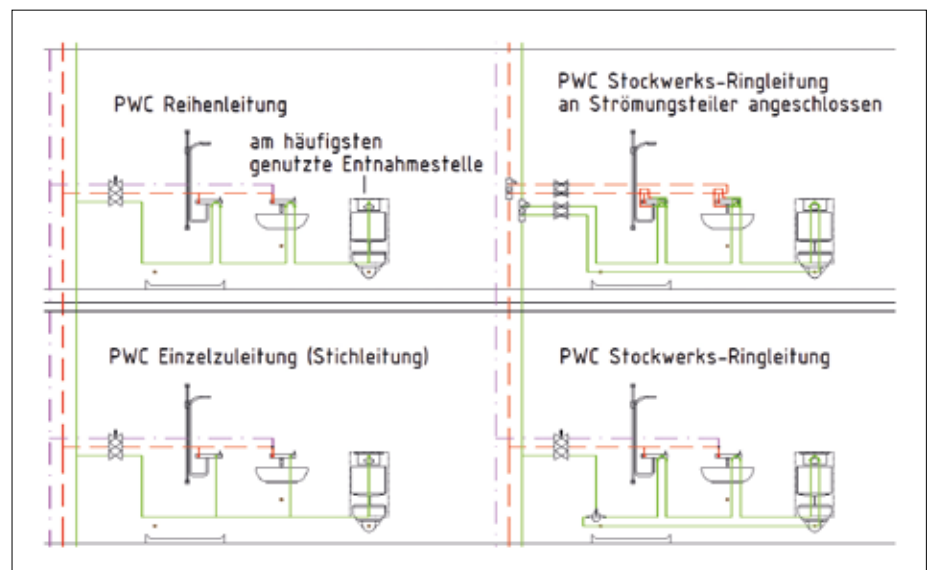 PWC Reihenleitung
am häufigsten
genutzte Entnahmestelle
PWC Stockwerks-Ringleitung
an Strömungsteiler angeschlossen
PWC Einzelzuleitung (Stichleitung)
PWC Stockwerks-Ringleitung